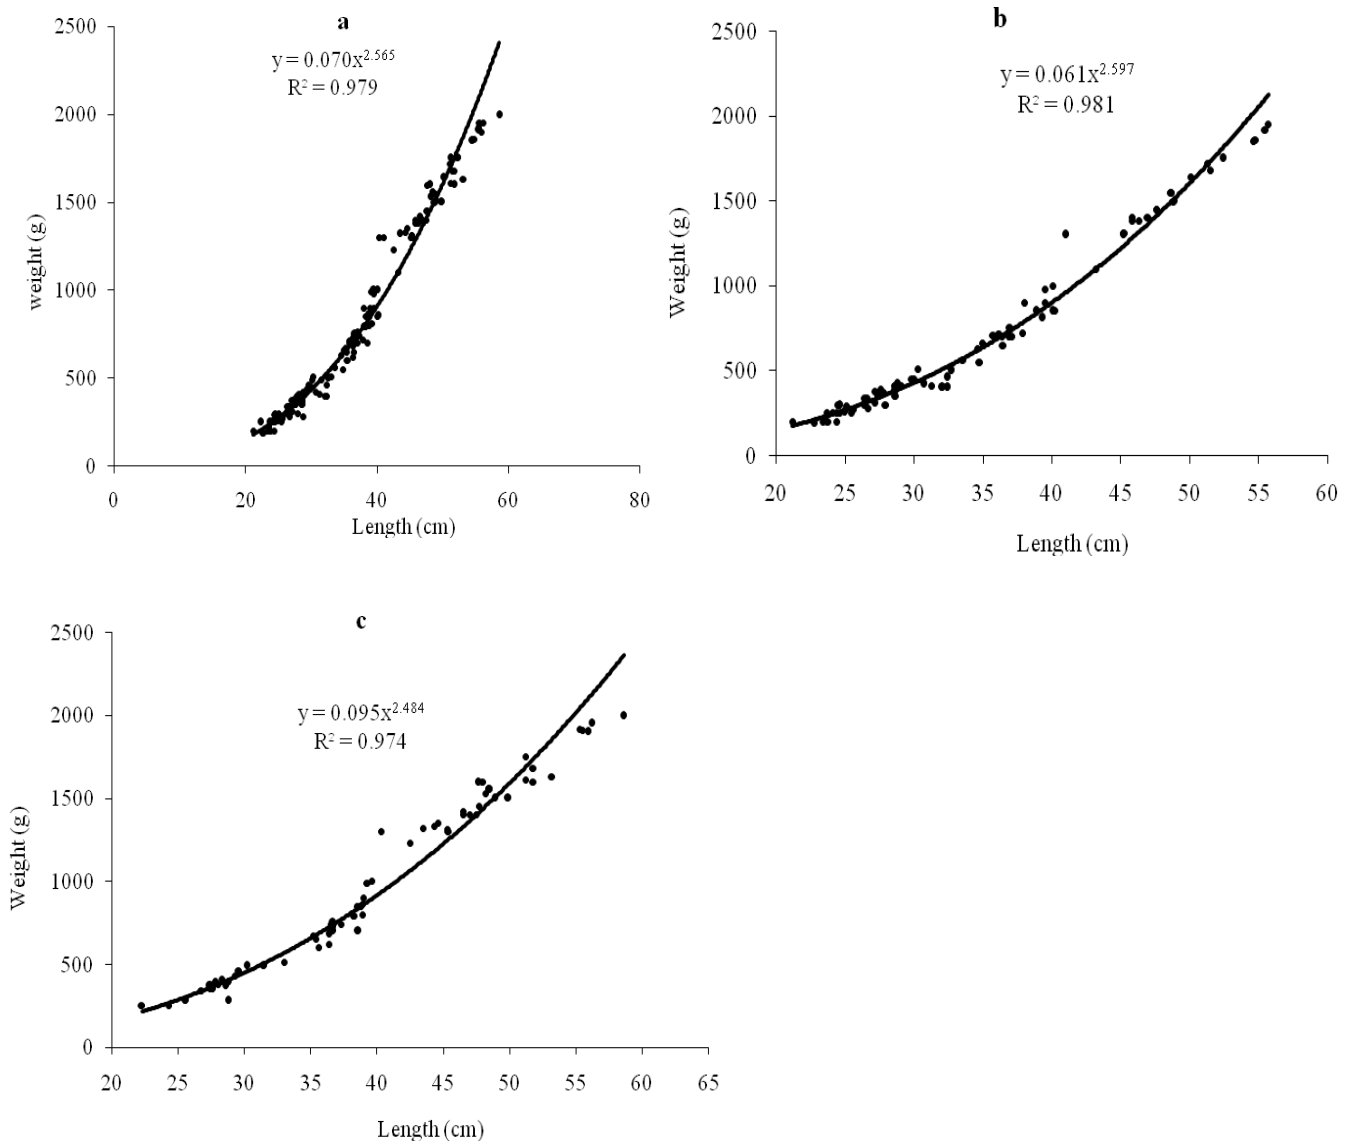 a
y = 0.070x^2.565
R² = 0.979
2500
2000
1500
1000
500
0
weight (g)
0 20 40 60 80
Length (cm)
b
y = 0.061x^2.597
R² = 0.981
2500
2000
1500
1000
500
0
Weight (g)
20 25 30 35 40 45 50 55 60
Length (cm)
c
y = 0.095x^2.484
R² = 0.974
2500
2000
1500
1000
500
0
Weight (g)
20 25 30 35 40 45 50 55 60 65
Length (cm)